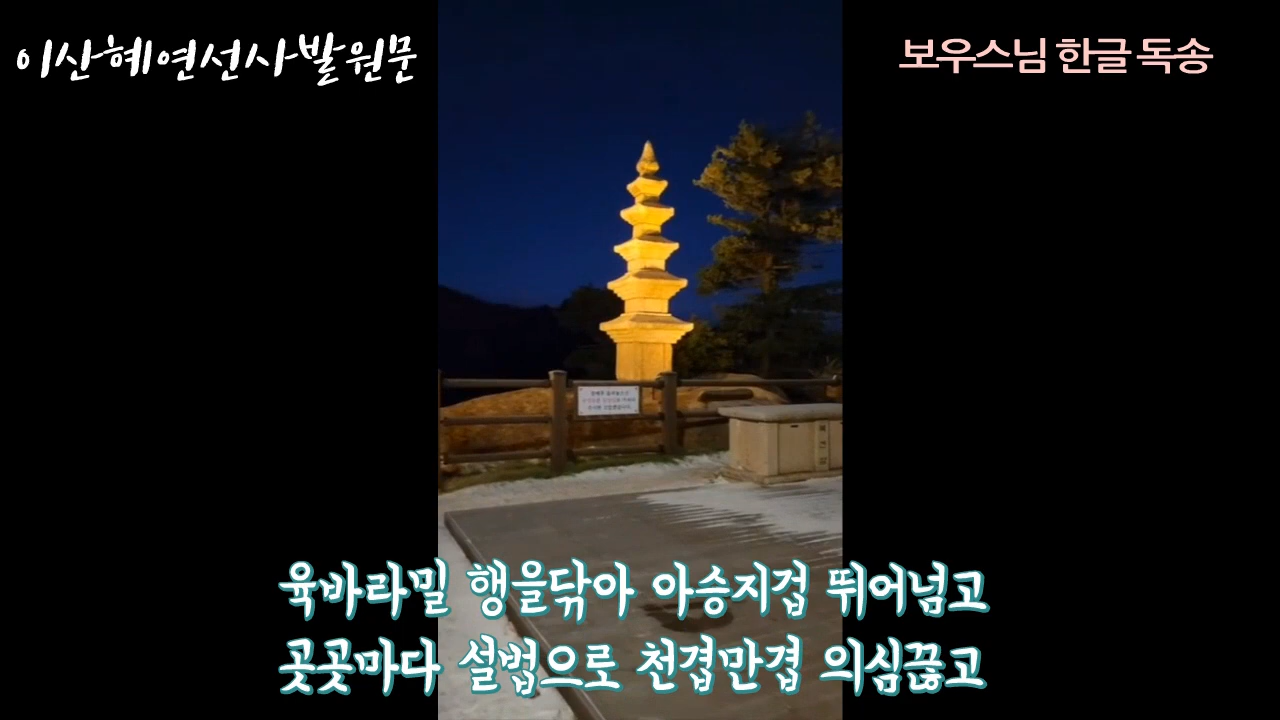 이산혜연선사발원문
보우스님 한글 독송
육바라밀 행을닦아 아승지겁 뛰어넘고
곳곳마다 설법으로 천겁만겁 의심끊고